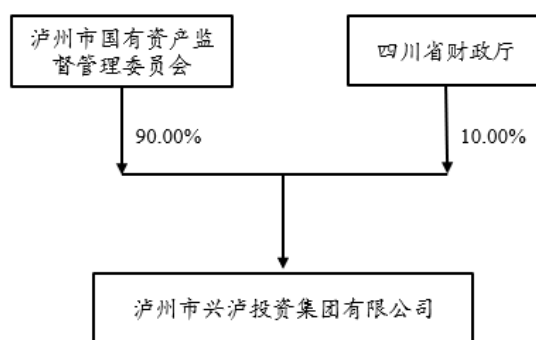 泸州市国有资产监
督管理委员会
四川省财政厅
90.00%
10.00%
泸州市兴泸投资集团有限公司